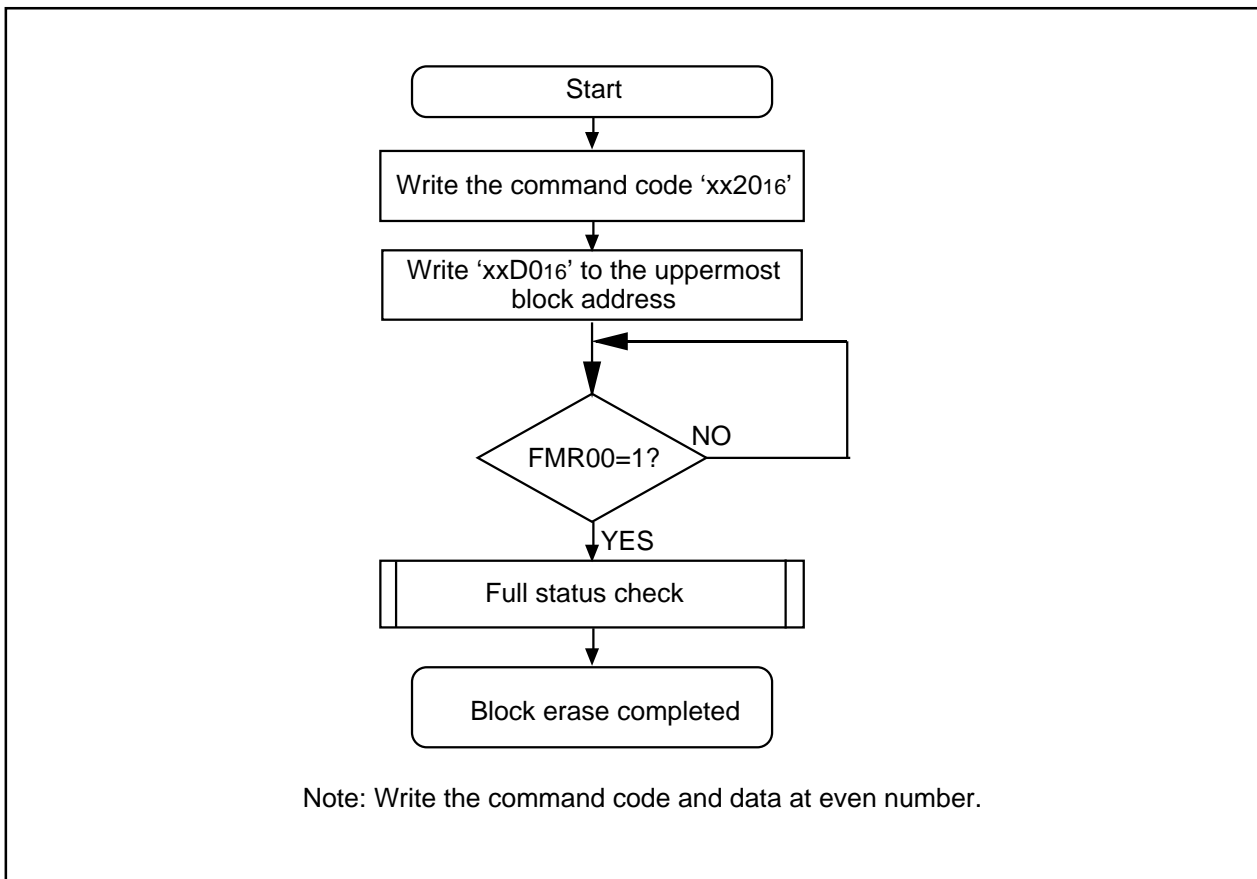 Start
Write the command code ‘xx2016’
Write ‘xxD016’ to the uppermost
block address
NO
FMR00=1?
YES
Full status check
Block erase completed
Note: Write the command code and data at even number.